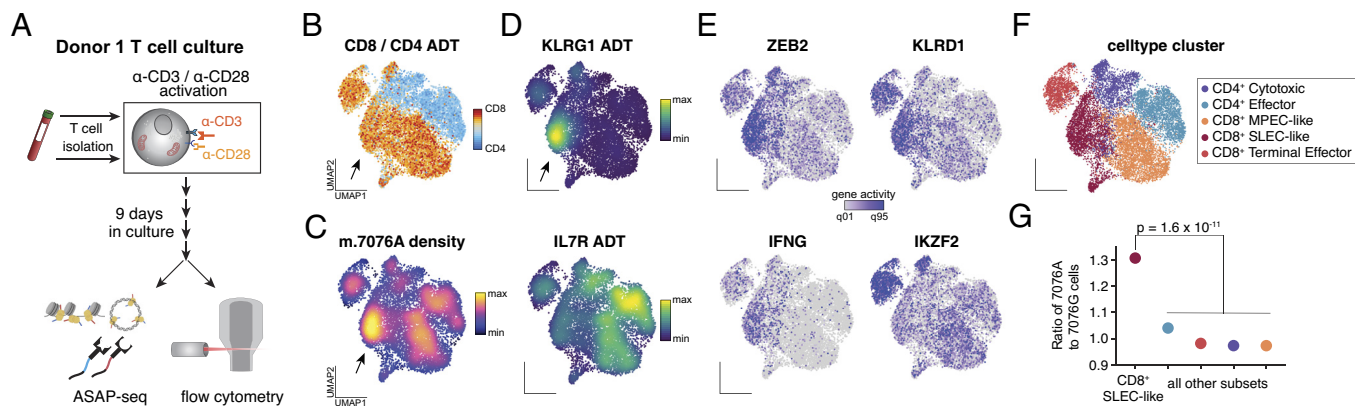 A
Donor 1 T cell culture
α-CD3 / α-CD28
activation
T cell
isolation
α-CD3
α-CD28
9 days
in culture
ASAP-seq
flow cytometry
B
CD8 / CD4 ADT
CD8
CD4
UMAP2
UMAP1
C
m.7076A density
max
min
UMAP2
UMAP1
D
KLRG1 ADT
max
min
IL7R ADT
max
min
E
ZEB2
KLRD1
gene activity
q01 q95
IFNG
IKZF2
F
celltype cluster
CD4+ Cytotoxic
CD4+ Effector
CD8+ MPEC-like
CD8+ SLEC-like
CD8+ Terminal Effector
G
p = 1.6 x 10-11
Ratio of 7076A
to 7076G cells
1.3
1.2
1.1
1.0
0.9
CD8+
SLEC-like
all other subsets